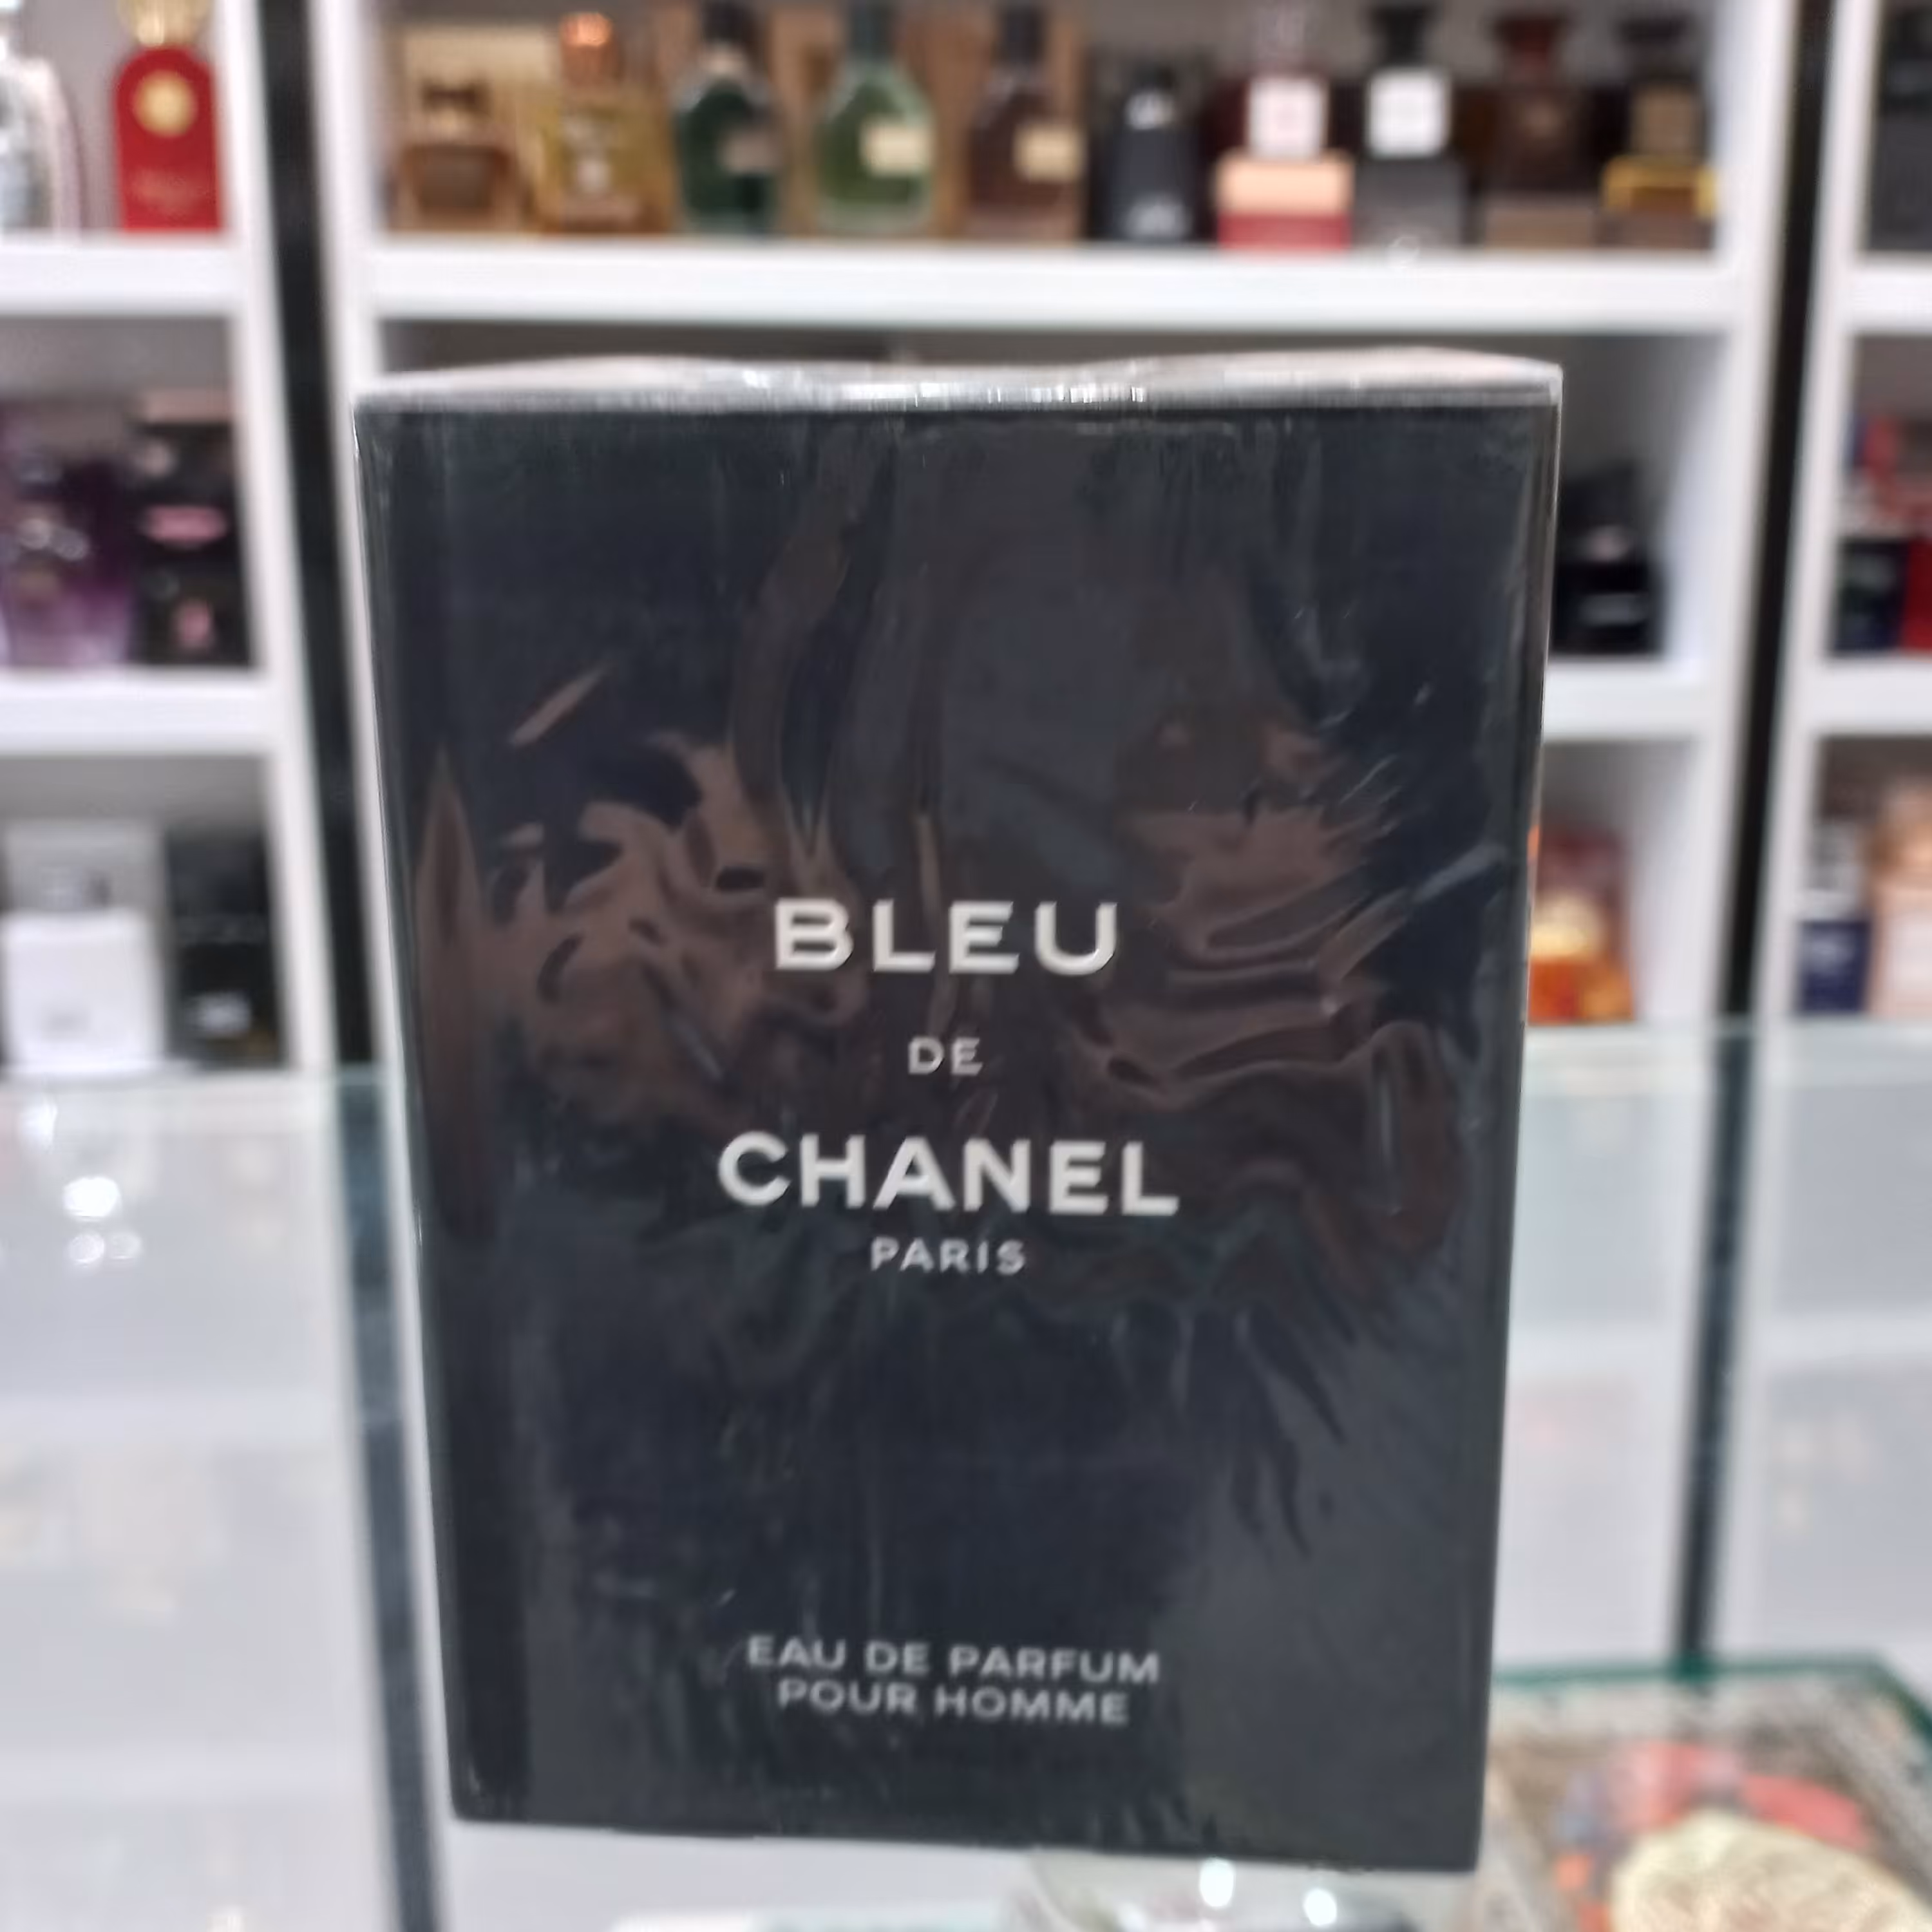 BLEU
DE
CHANEL
PARIS
EAU DE PARFUM
POUR HOMME